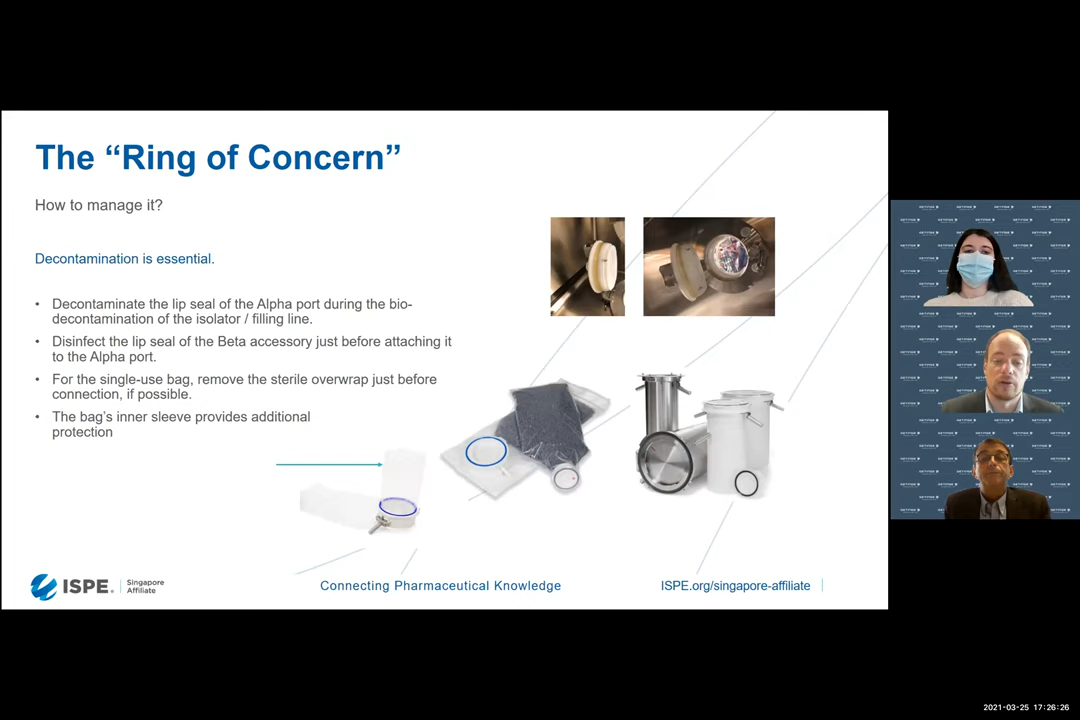 The “Ring of Concern”
How to manage it?
Decontamination is essential.
• Decontaminate the lip seal of the Alpha port during the bio-
decontamination of the isolator / filling line.
• Disinfect the lip seal of the Beta accessory just before attaching it
to the Alpha port.
• For the single-use bag, remove the sterile overwrap just before
connection, if possible.
• The bag’s inner sleeve provides additional
protection
ISPE.
Singapore
Affiliate
Connecting Pharmaceutical Knowledge
ISPE.org/singapore-affiliate
2021-03-25 17:26:26